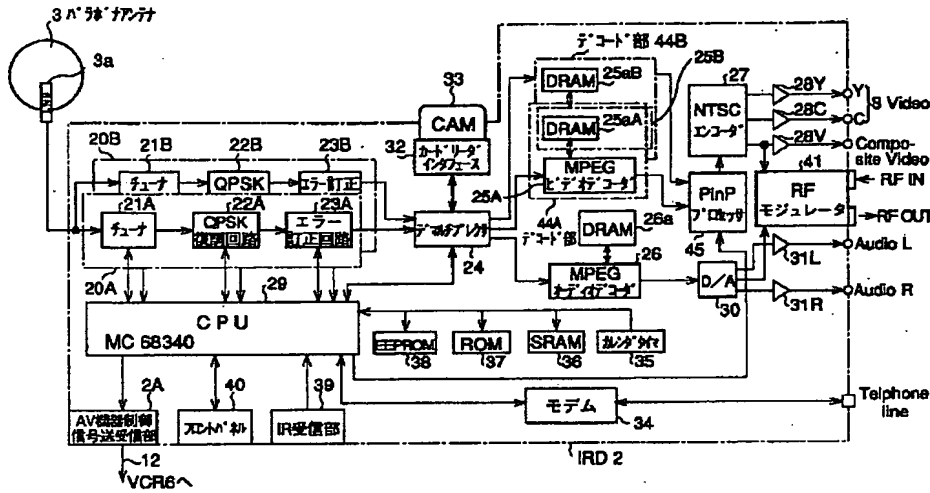 3 パラボナアンテナ
3a
20B
21B
22B
23B
チューナ
QPSK
エラー訂正
21A
チューナ
QPSK
22A
復調回路
エラー
23A
訂正回路
20A
33
CAM
32
カードリーダ
インタフェース
デマルチプレクサ
24
デコード部 44B
25B
DRAM
25aB
DRAM
25aA
MPEG
ビデオデコーダ
25A
44A
デコード部
DRAM
26a
26
MPEG
オーディオデコーダ
27
NTSC
エンコーダ
28Y
28C
28V
Y
C
S Video
Compo-
site Video
41
RF
モジュレータ
RF IN
RF OUT
PinP
プロセッサ
45
D/A
30
31L
Audio L
31R
Audio R
29
CPU
MC 68340
EEPROM
38
ROM
37
SRAM
36
カレンダタイマ
35
2A
AV機器制御
信号送受信部
40
フロントパネル
39
IR受信部
モデム
34
Telphone
line
12
VCR6へ
IRD 2